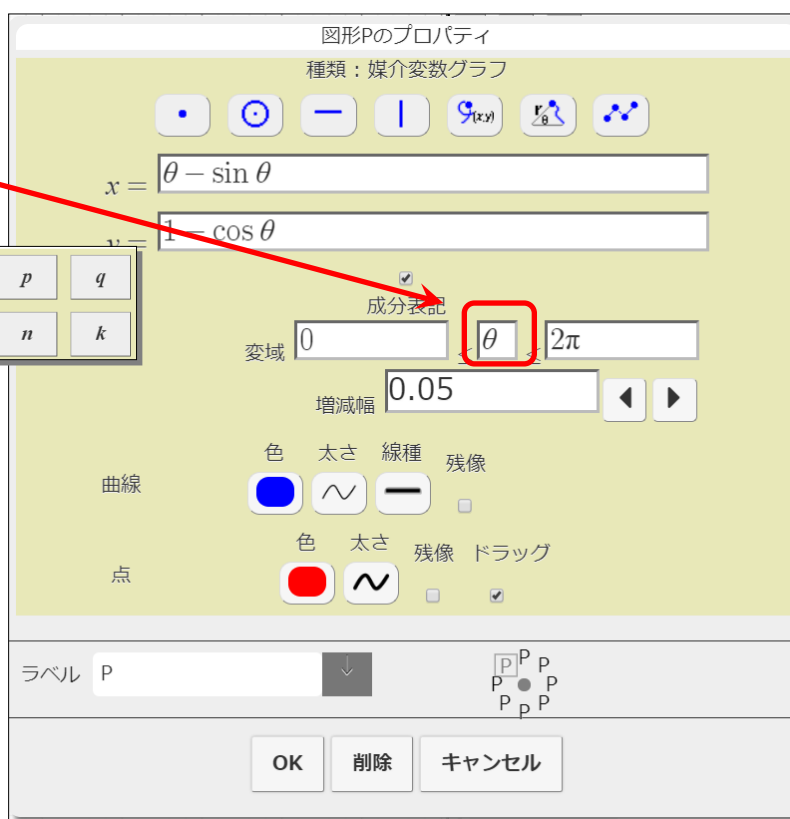 図形Pのプロパティ
種類：媒介変数グラフ
(x,y) r θ
x = θ − sin θ
y = 1 − cos θ
p q
n k
成分表記
変域 0 ≤ θ ≤ 2π
増減幅 0.05
色 太さ 線種 残像
曲線
色 太さ 残像 ドラッグ
点
ラベル P ↓
P P P
P P
P P P
OK 削除 キャンセル